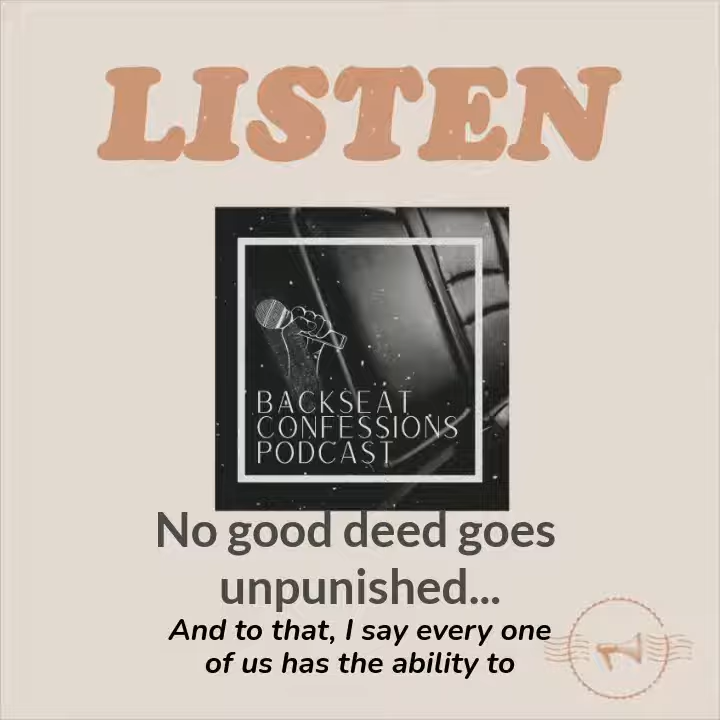 LISTEN
BACKSEAT
CONFESSIONS
PODCAST
No good deed goes
unpunished...
And to that, I say every one
of us has the ability to